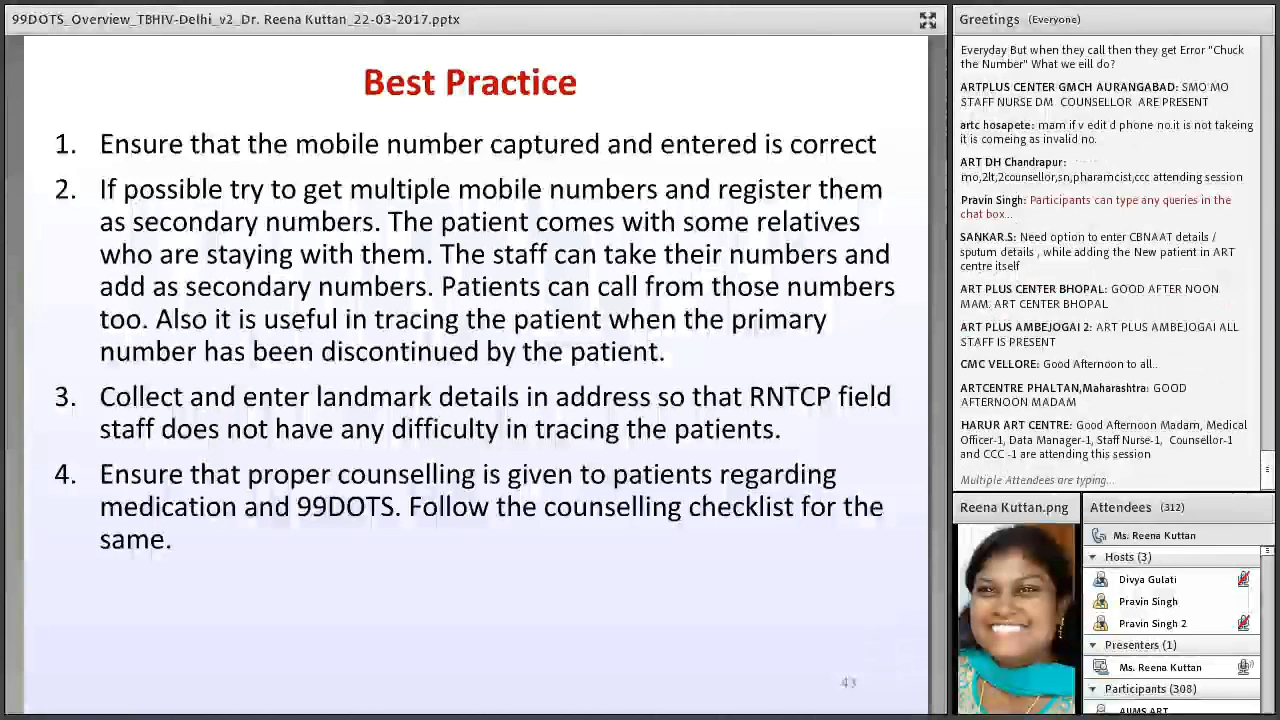 99DOTS_Overview_TBHIV-Delhi_v2_Dr. Reena Kuttan_22-03-2017.pptx
Best Practice
1. Ensure that the mobile number captured and entered is correct
2. If possible try to get multiple mobile numbers and register them
as secondary numbers. The patient comes with some relatives
who are staying with them. The staff can take their numbers and
add as secondary numbers. Patients can call from those numbers
too. Also it is useful in tracing the patient when the primary
number has been discontinued by the patient.
3. Collect and enter landmark details in address so that RNTCP field
staff does not have any difficulty in tracing the patients.
4. Ensure that proper counselling is given to patients regarding
medication and 99DOTS. Follow the counselling checklist for the
same.
43
Greetings (Everyone)
Everyday But when they call then they get Error "Chuck
the Number" What we eill do?
ARTPLUS CENTER GMCH AURANGABAD: SMO MO
STAFF NURSE DM COUNSELLOR ARE PRESENT
artc hosapete: mam if v edit d phone no.it is not takeing
it is comeing as invalid no.
ART DH Chandrapur:
mo,2lt,2counsellor,sn,pharamcist,ccc attending session
Pravin Singh: Participants can type any queries in the
chat box...
SANKAR.S: Need option to enter CBNAAT details /
sputum details , while adding the New patient in ART
centre itself
ART PLUS CENTER BHOPAL: GOOD AFTER NOON
MAM. ART CENTER BHOPAL
ART PLUS AMBEJOGAI 2: ART PLUS AMBEJOGAI ALL
STAFF IS PRESENT
CMC VELLORE: Good Afternoon to all..
ARTCENTRE PHALTAN,Maharashtra: GOOD
AFTERNOON MADAM
HARUR ART CENTRE: Good Afternoon Madam, Medical
Officer-1, Data Manager-1, Staff Nurse-1, Counsellor-1
and CCC -1 are attending this session
Multiple Attendees are typing...
Reena Kuttan.png
Attendees (312)
Ms. Reena Kuttan
Hosts (3)
Divya Gulati
Pravin Singh
Pravin Singh 2
Presenters (1)
Ms. Reena Kuttan
Participants (308)
AIIMS ART